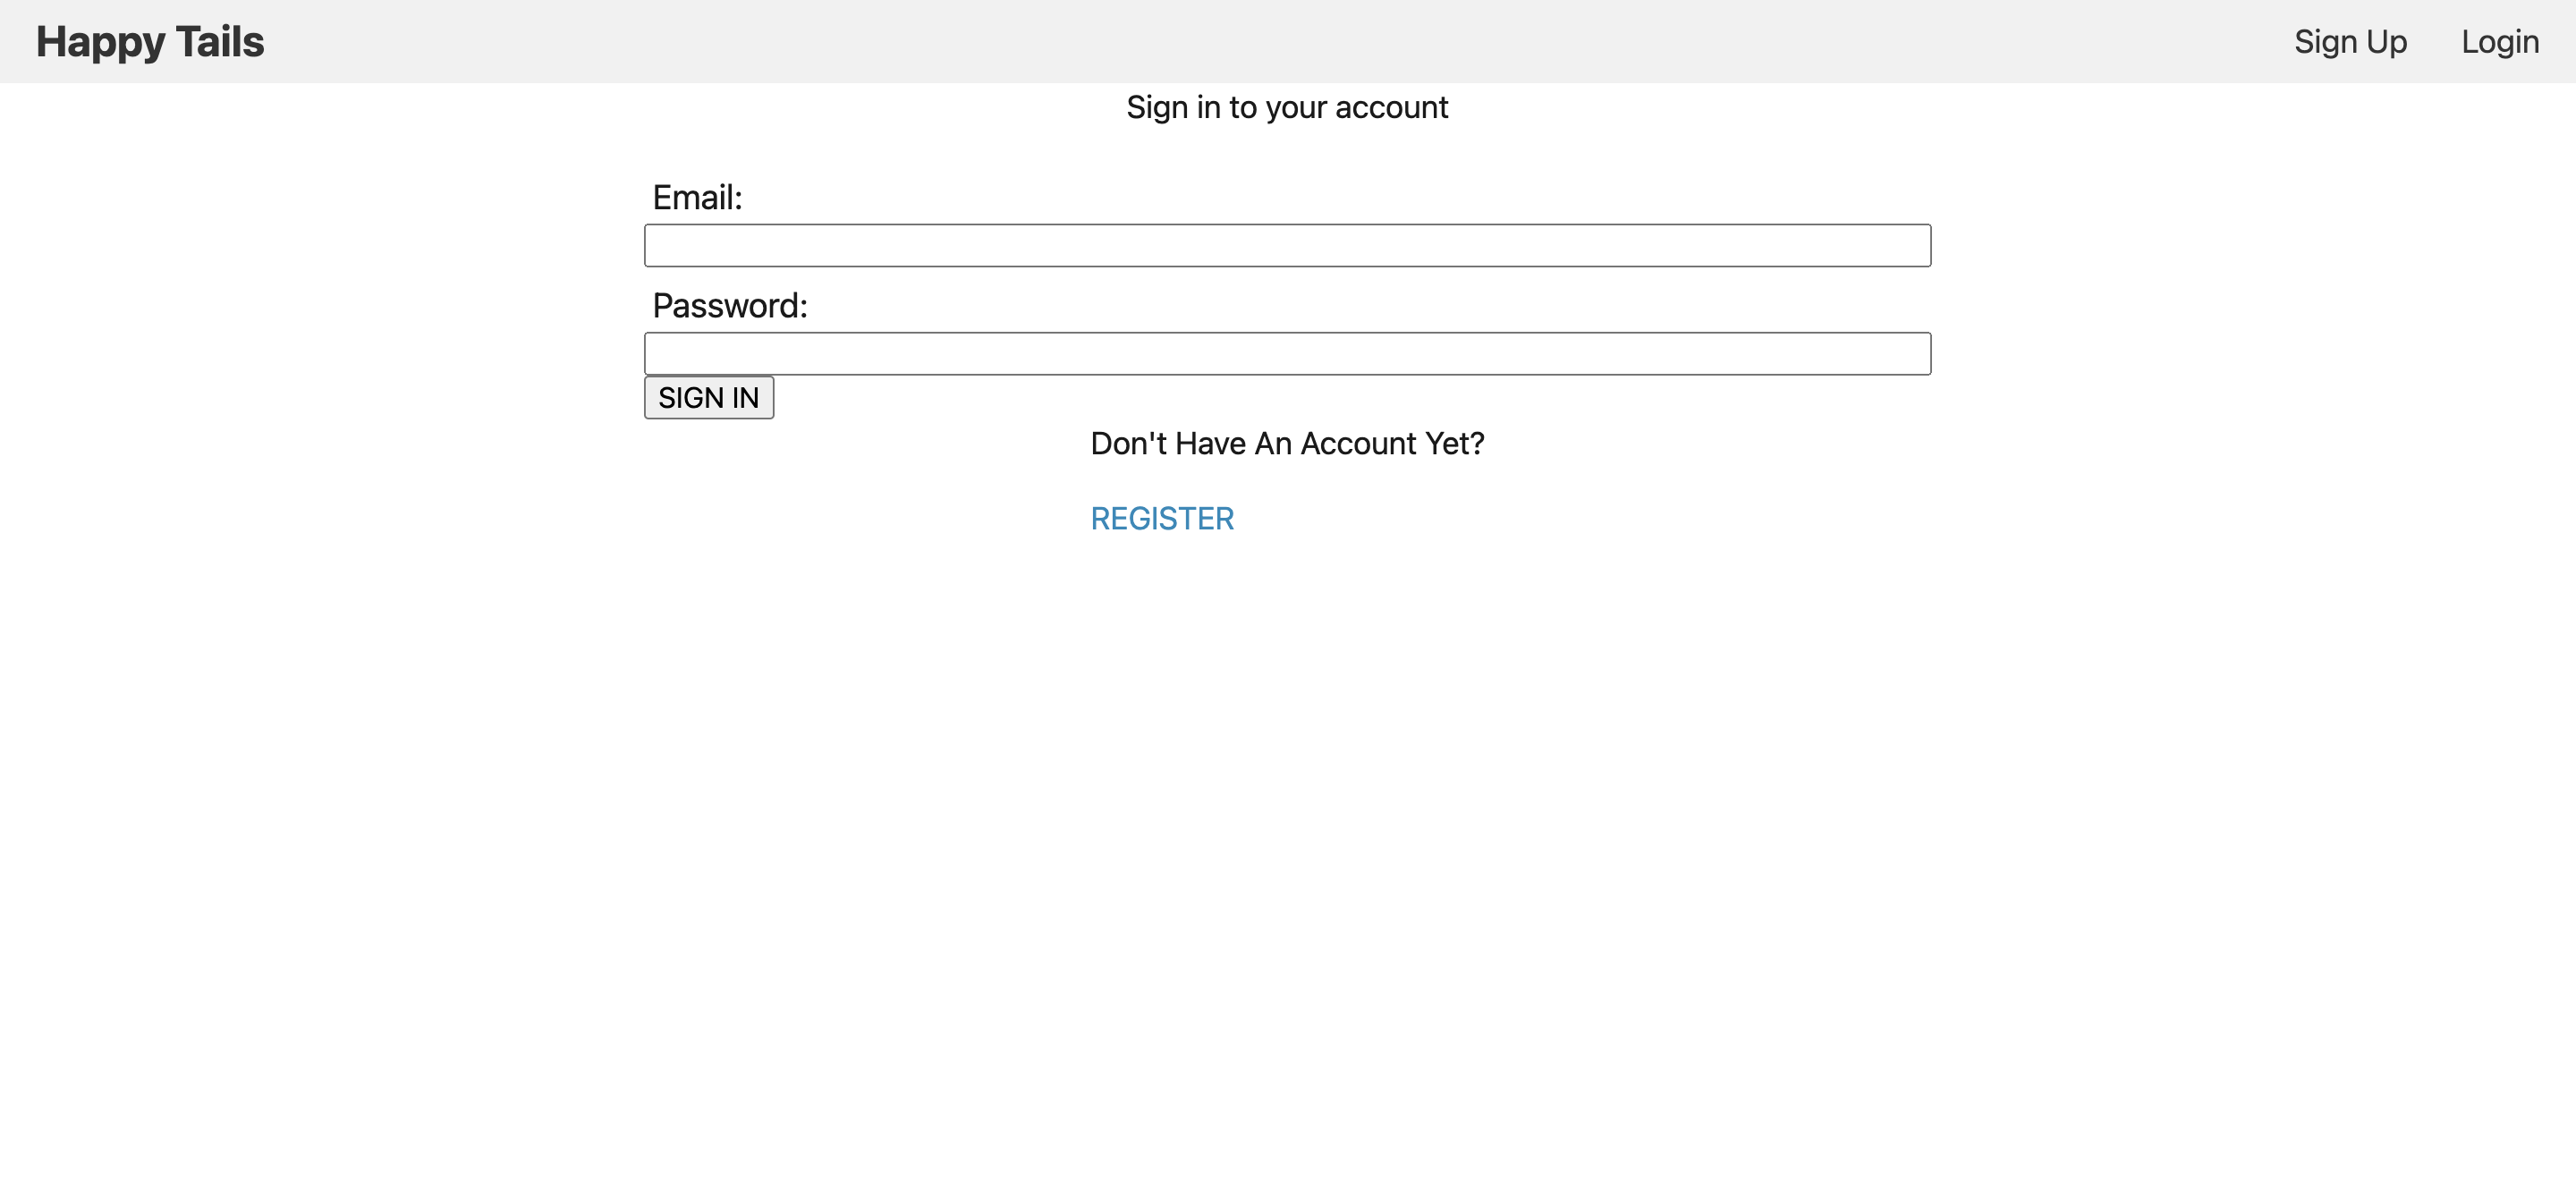 Happy Tails
Sign Up
Login
Sign in to your account
Email:
Password:
SIGN IN
Don't Have An Account Yet?
REGISTER